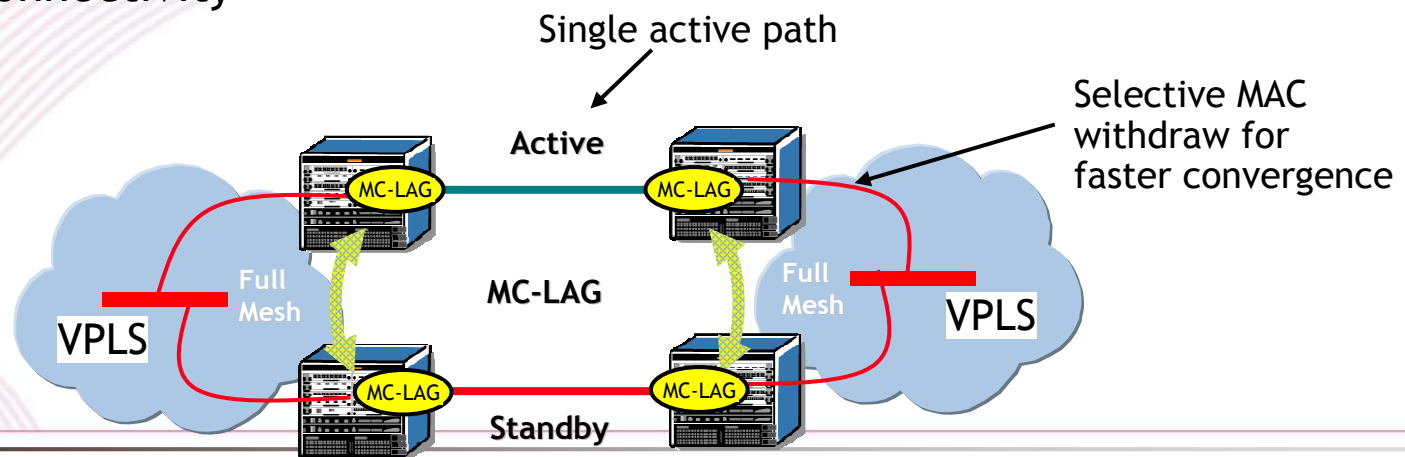 Single active path
Selective MAC
withdraw for
faster convergence
Active
MC-LAG
MC-LAG
Full
Mesh
VPLS
MC-LAG
Full
Mesh
VPLS
MC-LAG
MC-LAG
Standby